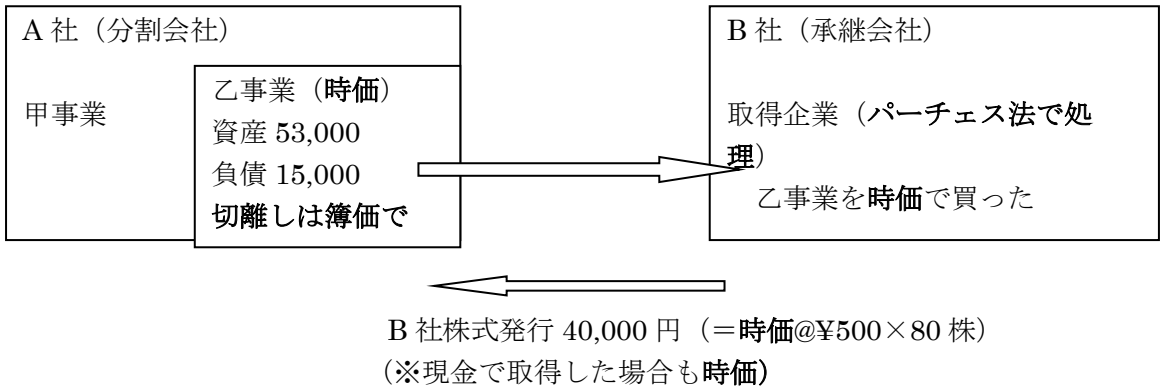 A 社（分割会社）
甲事業
乙事業（時価）
資産 53,000
負債 15,000
切離しは簿価で
B 社（承継会社）
取得企業（パーチェス法で処
理）
乙事業を時価で買った
B 社株式発行 40,000 円（＝時価@¥500×80 株）
（※現金で取得した場合も時価）